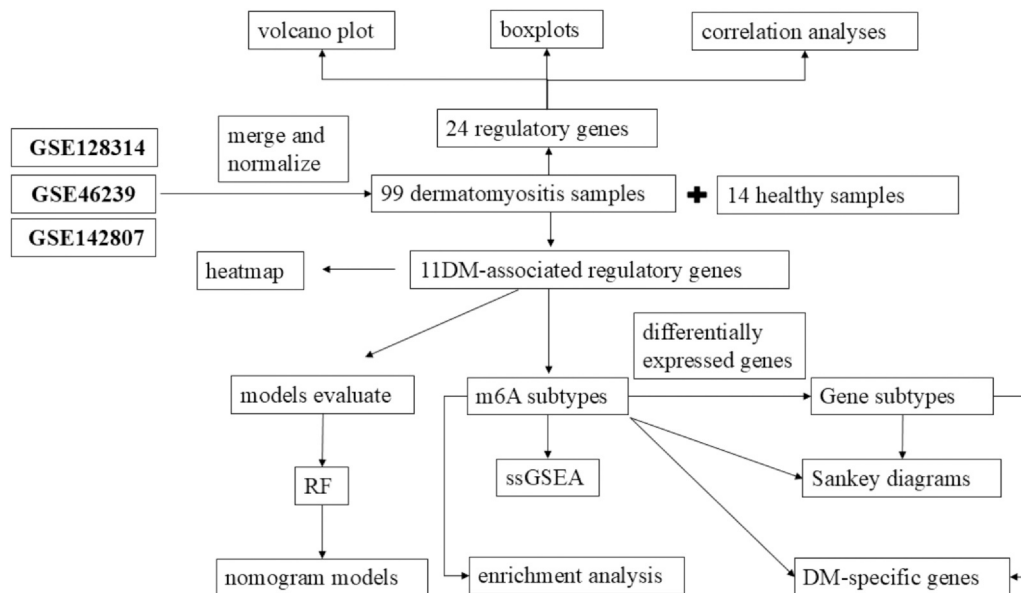 volcano plot
boxplots
correlation analyses
24 regulatory genes
merge and
normalize
GSE128314
GSE46239
GSE142807
99 dermatomyositis samples
14 healthy samples
heatmap
11DM-associated regulatory genes
differentially
expressed genes
models evaluate
m6A subtypes
Gene subtypes
RF
ssGSEA
Sankey diagrams
nomogram models
enrichment analysis
DM-specific genes